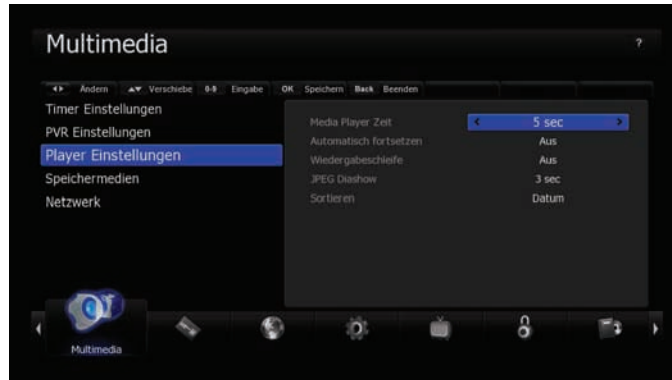 Multimedia
?
Ändern Verschiebe 0-9 Eingabe OK Speichern Back Beenden
Timer Einstellungen
PVR Einstellungen
Player Einstellungen
Speichermedien
Netzwerk
Media Player Zeit 5 sec
Automatisch fortsetzen Aus
Wiedergabeschleife Aus
JPEG Diashow 3 sec
Sortieren Datum
Multimedia